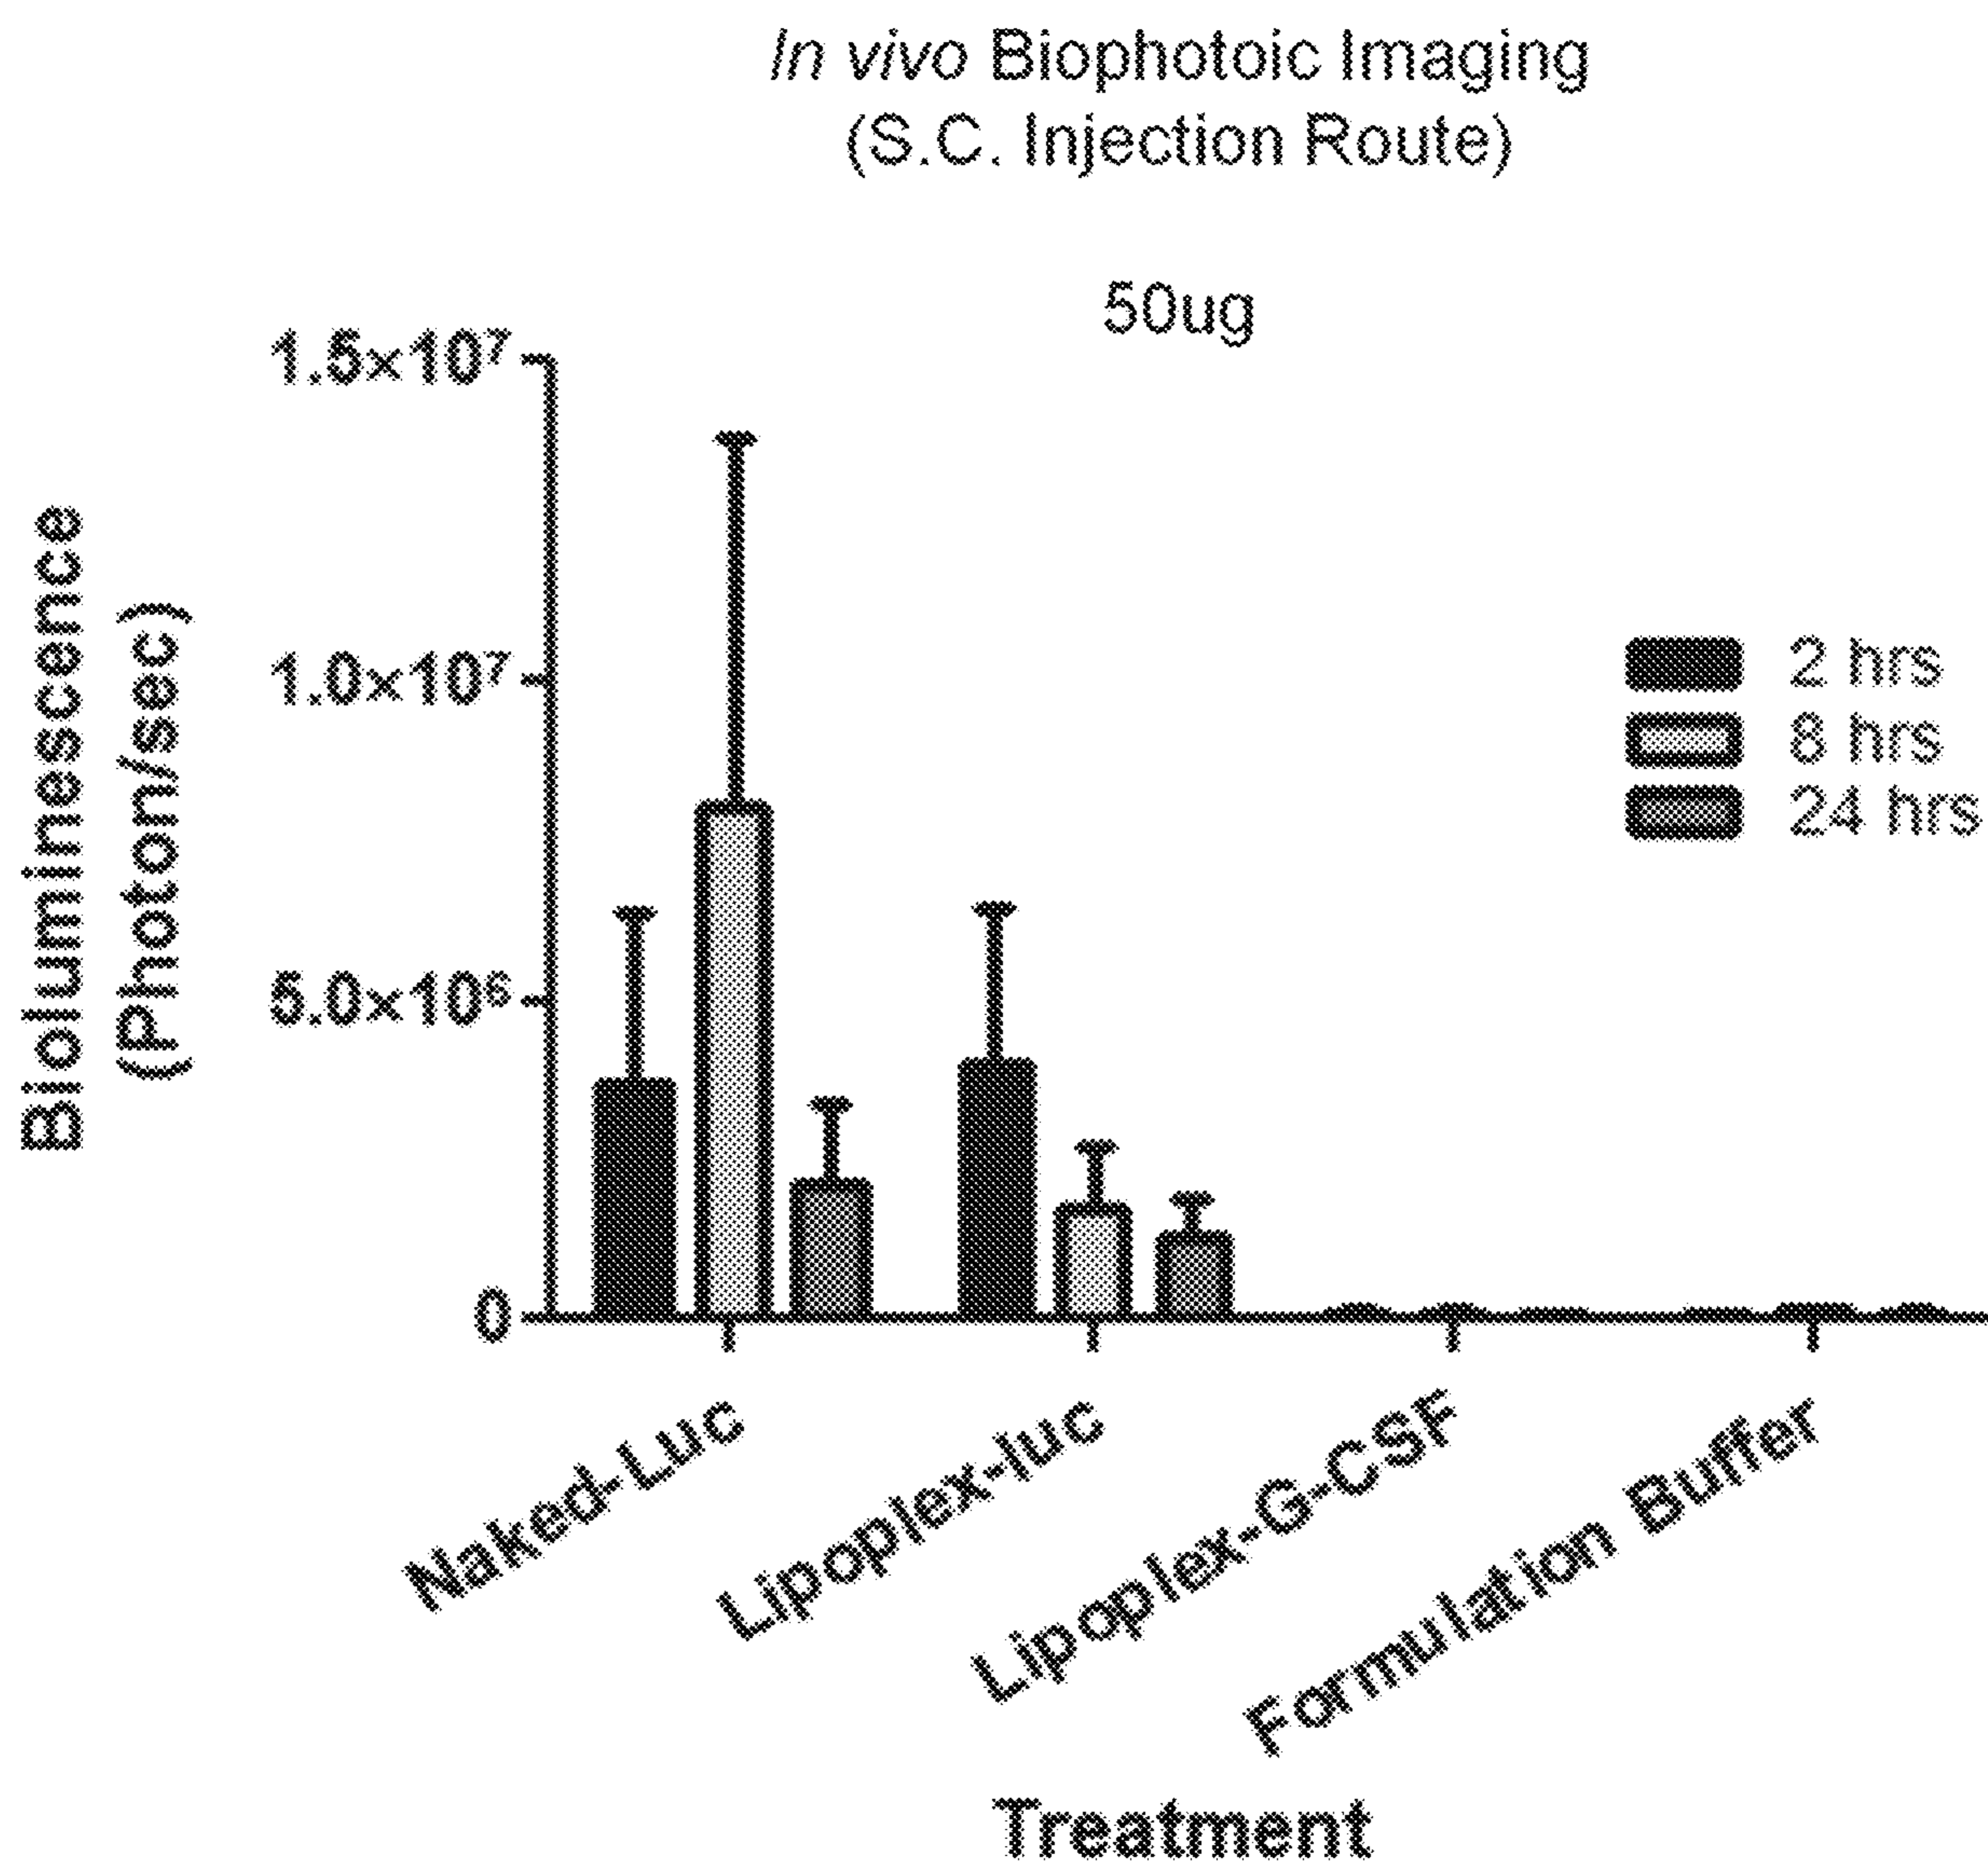 In vivo Biophotoic Imaging
(S.C. Injection Route)
50ug
1.5×10⁷
1.0×10⁷
5.0×10⁶
0
Bioluminescence
(Photon/sec)
2 hrs
8 hrs
24 hrs
Naked-Luc
Lipoplex-luc
Lipoplex-G-CSF
Formulation Buffer
Treatment